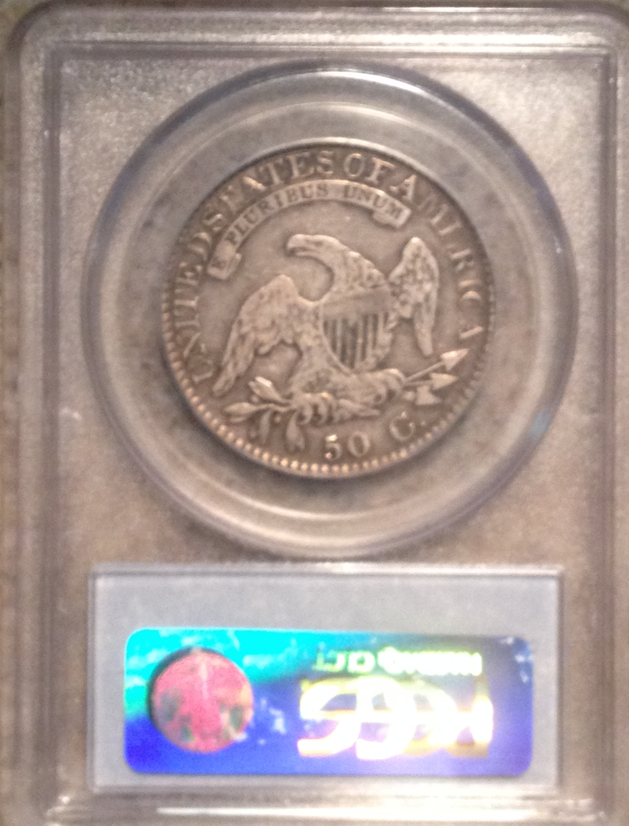 UNITED STATES OF AMERICA
E PLURIBUS UNUM
50 C.